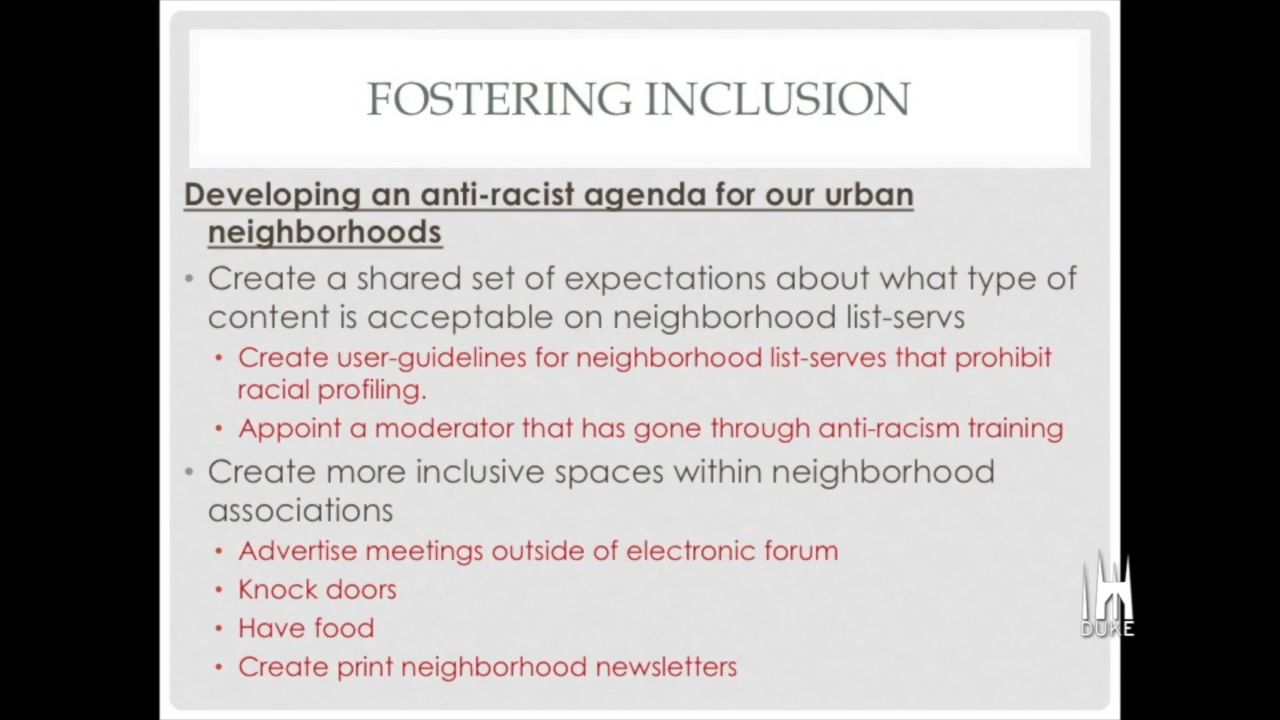 FOSTERING INCLUSION
Developing an anti-racist agenda for our urban
neighborhoods
• Create a shared set of expectations about what type of
content is acceptable on neighborhood list-servs
• Create user-guidelines for neighborhood list-serves that prohibit
racial profiling.
• Appoint a moderator that has gone through anti-racism training
• Create more inclusive spaces within neighborhood
associations
• Advertise meetings outside of electronic forum
• Knock doors
• Have food
• Create print neighborhood newsletters
DUKE